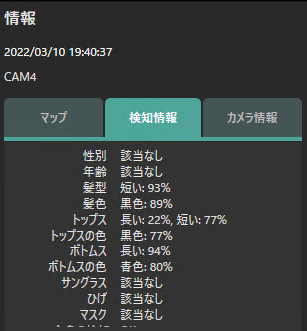 情報
2022/03/10 19:40:37
CAM4
マップ 検知情報 カメラ情報
性別 該当なし
年齢 該当なし
髪型 短い: 93%
髪色 黒色: 89%
トップス 長い: 22%, 短い: 77%
トップスの色 黒色: 77%
ボトムス 長い: 94%
ボトムスの色 青色: 80%
サングラス 該当なし
ひげ 該当なし
マスク 該当なし